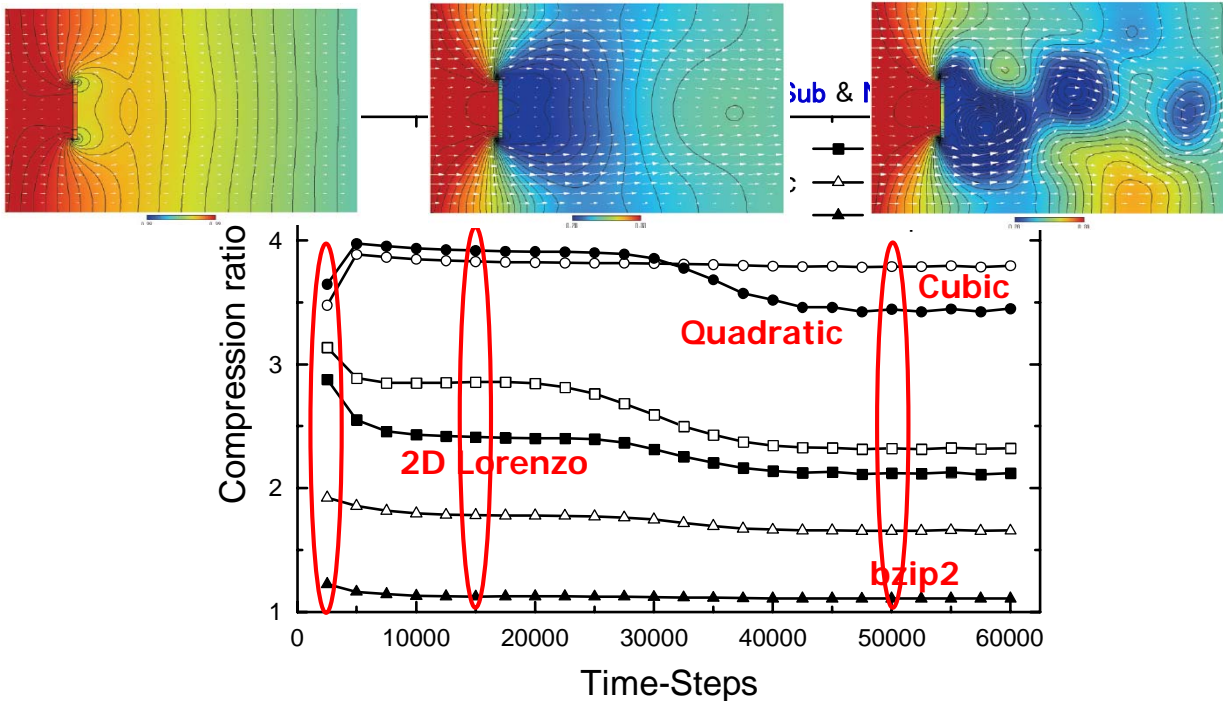 Sub &
Compression ratio
4
3
2
1
Cubic
Quadratic
2D Lorenzo
bzip2
0 10000 20000 30000 40000 50000 60000
Time-Steps